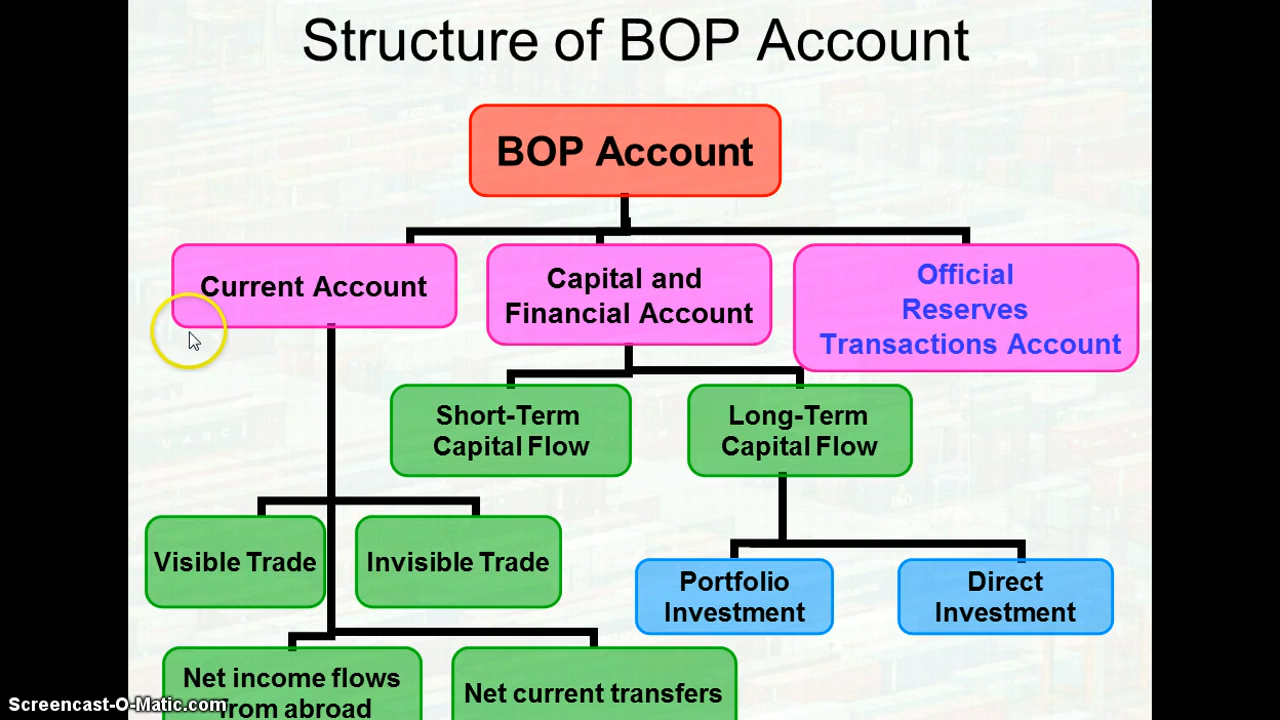 Structure of BOP Account
BOP Account
Current Account
Capital and
Financial Account
Official
Reserves
Transactions Account
Short-Term
Capital Flow
Long-Term
Capital Flow
Visible Trade
Invisible Trade
Portfolio
Investment
Direct
Investment
Net income flows
from abroad
Net current transfers
Screencast-O-Matic.com